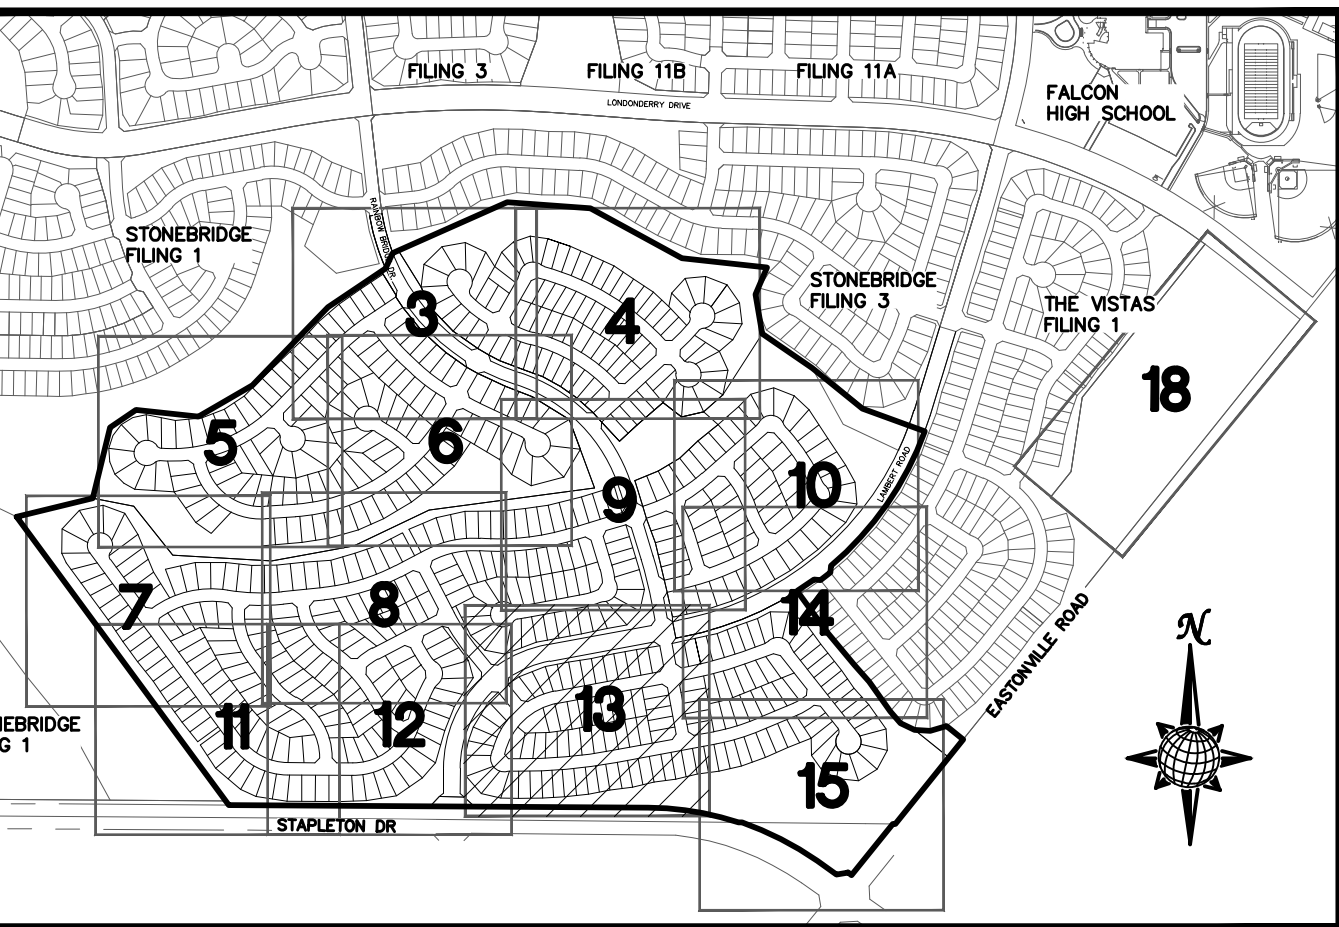 FILING 3
FILING 11B
FILING 11A
LONDONDERRY DRIVE
FALCON
HIGH SCHOOL
RAINBOW BRIDGE DR
STONEBRIDGE
FILING 1
STONEBRIDGE
FILING 3
THE VISTAS
FILING 1
3
4
18
5
6
9
10
LAMBERT ROAD
7
8
14
EASTONVILLE ROAD
N
NEBRIDGE
G 1
11
12
13
15
STAPLETON DR